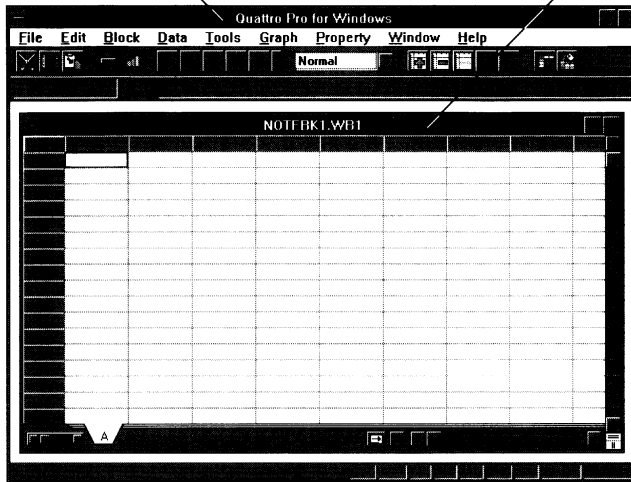 Quattro Pro for Windows
File Edit Block Data Tools Graph Property Window Help
Normal
NOTEBK1.WB1
A